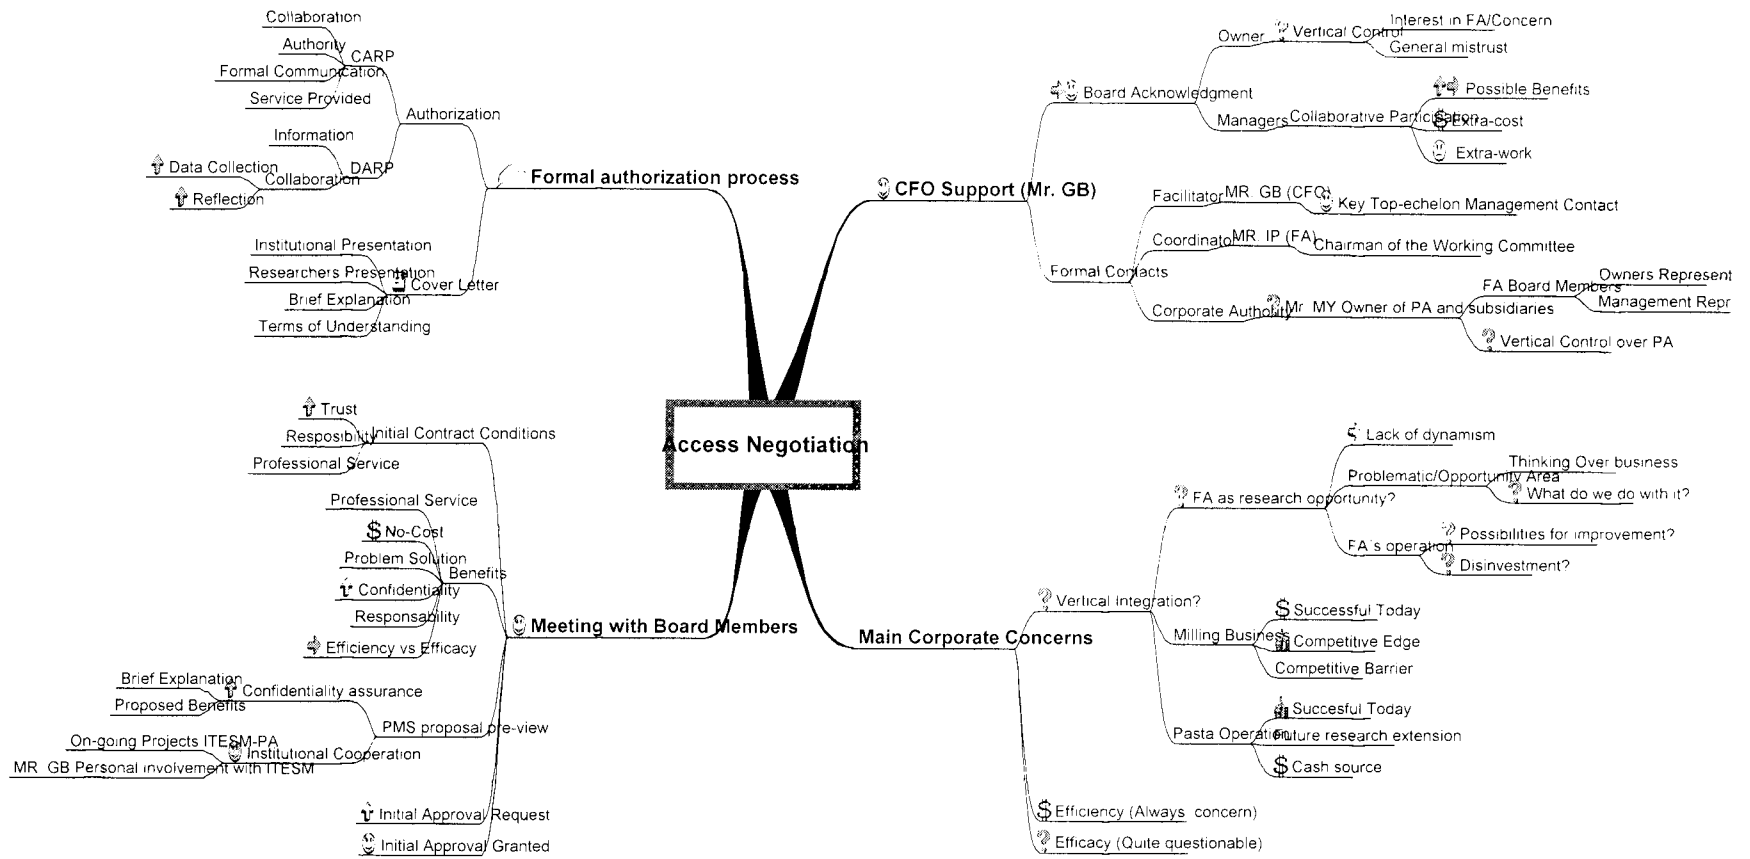 Access Negotiation
Formal authorization process
Authorization
CARP
Collaboration
Authority
Formal Communication
Service Provided
DARP
Information
Collaboration
Data Collection
Reflection
Cover Letter
Institutional Presentation
Researchers Presentation
Brief Explanation
Terms of Understanding
CFO Support (Mr. GB)
Board Acknowledgment
Owner
? Vertical Control
Interest in FA/Concern
General mistrust
Managers
Collaborative Participation
Possible Benefits
$ Extra-cost
Extra-work
Formal Contacts
Facilitator
MR. GB (CFO)
Key Top-echelon Management Contact
Coordinator
MR. IP (FA)
Chairman of the Working Committee
Corporate Authority
? Mr. MY Owner of PA and subsidiaries
FA Board Members
Owners Represent
Management Repr
? Vertical Control over PA
Meeting with Board Members
Initial Contract Conditions
Trust
Resposibility
Professional Service
Benefits
Professional Service
$ No-Cost
Problem Solution
Confidentiality
Responsability
Efficiency vs Efficacy
PMS proposal pre-view
Confidentiality assurance
Brief Explanation
Proposed Benefits
Institutional Cooperation
On-going Projects ITESM-PA
MR. GB Personal involvement with ITESM
Initial Approval Request
Initial Approval Granted
Main Corporate Concerns
? Vertical Integration?
? FA as research opportunity?
Lack of dynamism
Problematic/Opportunity Area
Thinking Over business
? What do we do with it?
FA's operation
? Possibilities for improvement?
? Disinvestment?
Milling Business
$ Successful Today
Competitive Edge
Competitive Barrier
Pasta Operation
Succesful Today
Future research extension
$ Cash source
$ Efficiency (Always concern)
? Efficacy (Quite questionable)